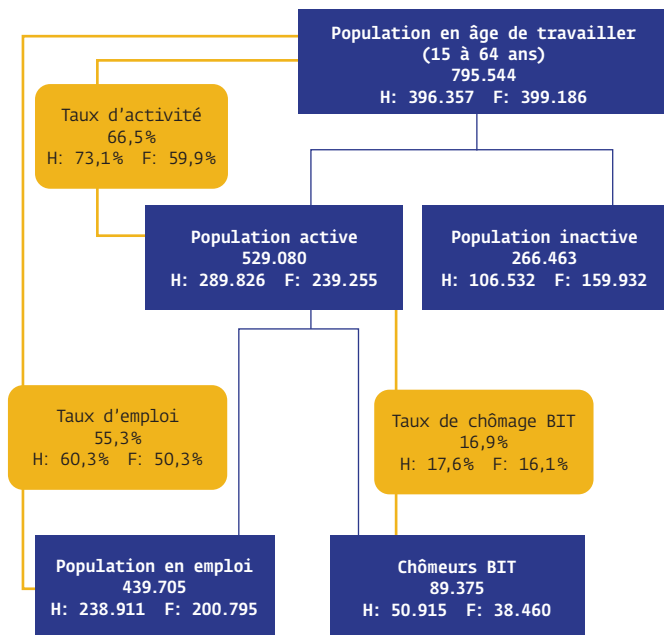 Population en âge de travailler
(15 à 64 ans)
795.544
H: 396.357 F: 399.186
Taux d'activité
66,5%
H: 73,1% F: 59,9%
Population active
529.080
H: 289.826 F: 239.255
Population inactive
266.463
H: 106.532 F: 159.932
Taux d'emploi
55,3%
H: 60,3% F: 50,3%
Taux de chômage BIT
16,9%
H: 17,6% F: 16,1%
Population en emploi
439.705
H: 238.911 F: 200.795
Chômeurs BIT
89.375
H: 50.915 F: 38.460